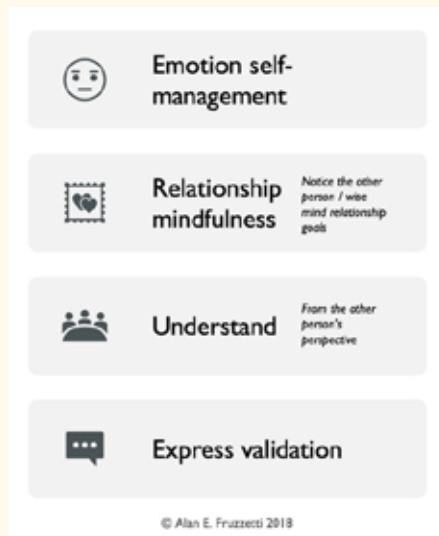 Emotion self-
management
Relationship
mindfulness
Notice the other
person / wise
mind relationship
goals
Understand
From the other
person's
perspective
Express validation
© Alan E. Fruzzetti 2018